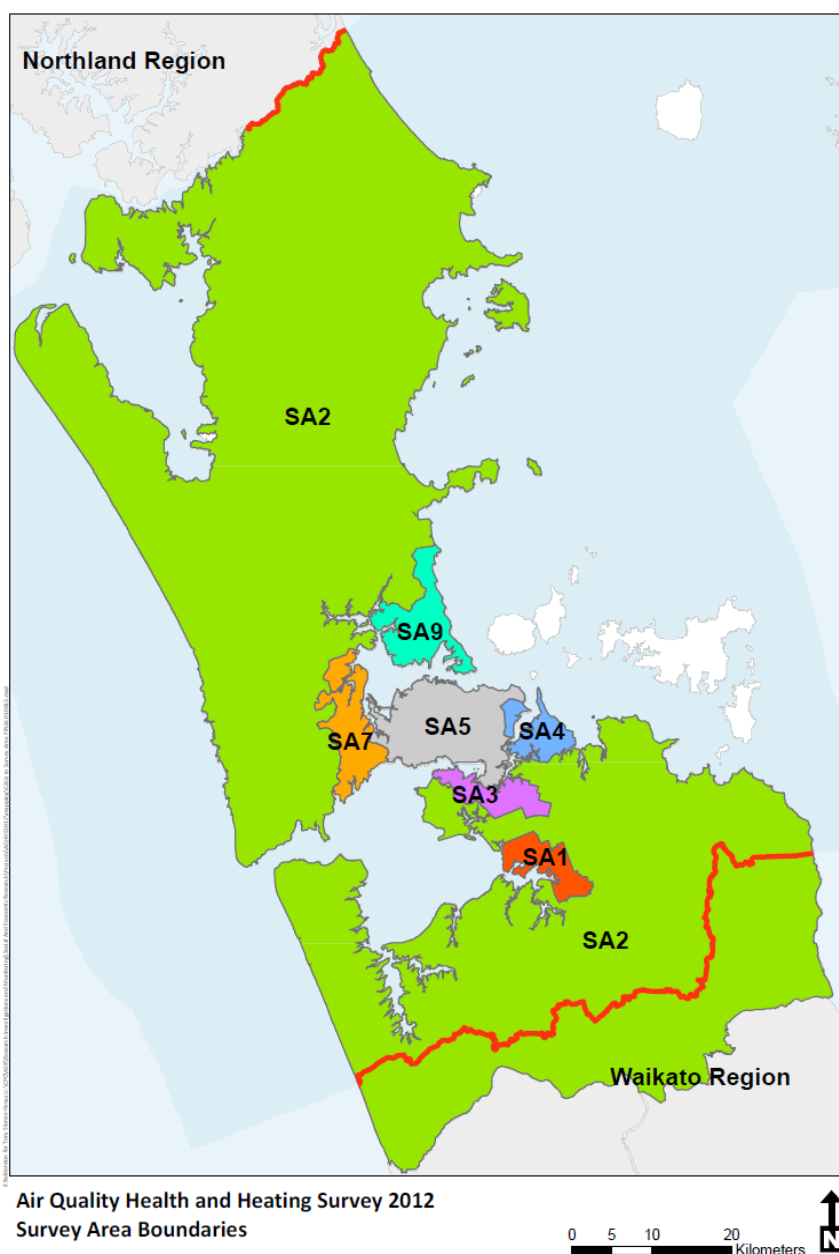 Northland Region
SA2
SA9
SA7
SA5
SA4
SA3
SA1
SA2
Waikato Region
Air Quality Health and Heating Survey 2012
Survey Area Boundaries
0 5 10 20
Kilometers
N